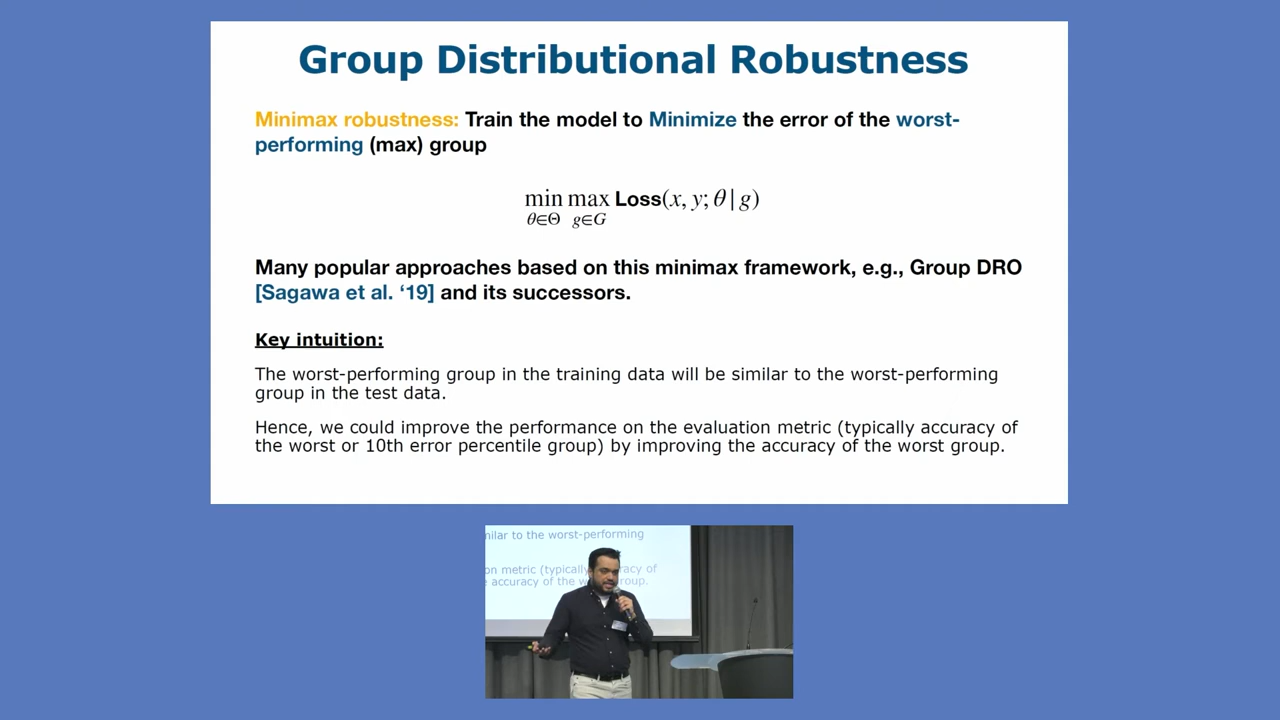 Group Distributional Robustness
Minimax robustness: Train the model to Minimize the error of the worst-
performing (max) group
min max Loss(x, y; θ | g)
θ∈Θ g∈G
Many popular approaches based on this minimax framework, e.g., Group DRO
[Sagawa et al. ‘19] and its successors.
Key intuition:
The worst-performing group in the training data will be similar to the worst-performing
group in the test data.
Hence, we could improve the performance on the evaluation metric (typically accuracy of
the worst or 10th error percentile group) by improving the accuracy of the worst group.
to the worst-performing
on metric (typically of
accuracy of the group.